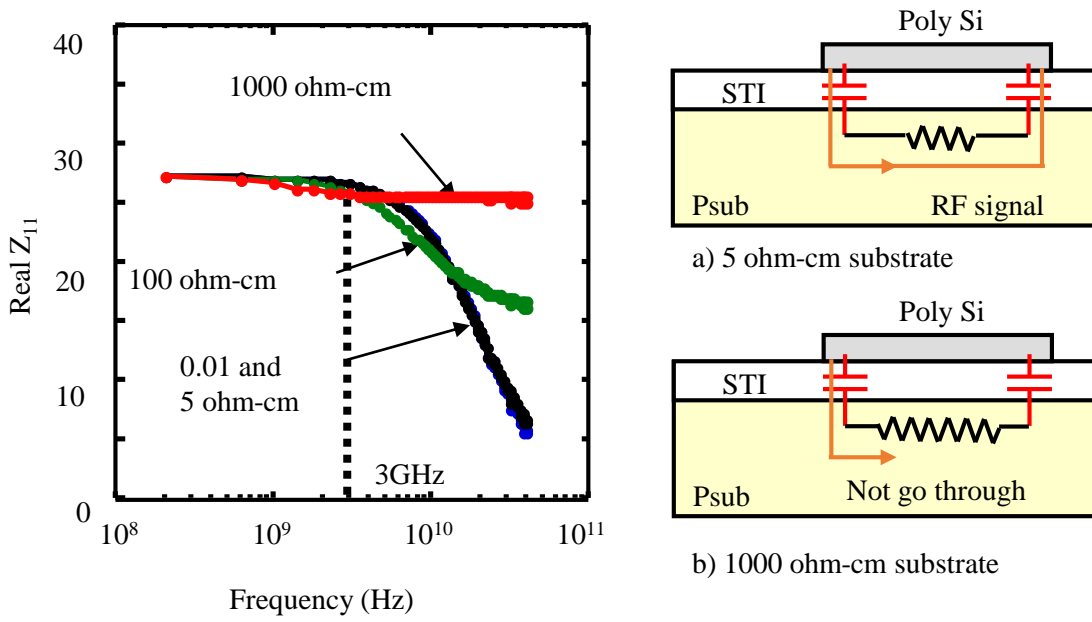 40
30
20
10
0
Real Z11
1000 ohm-cm
100 ohm-cm
0.01 and
5 ohm-cm
3GHz
10^8
10^9
10^10
10^11
Frequency (Hz)
Poly Si
STI
Psub
RF signal
a) 5 ohm-cm substrate
Poly Si
STI
Psub
Not go through
b) 1000 ohm-cm substrate